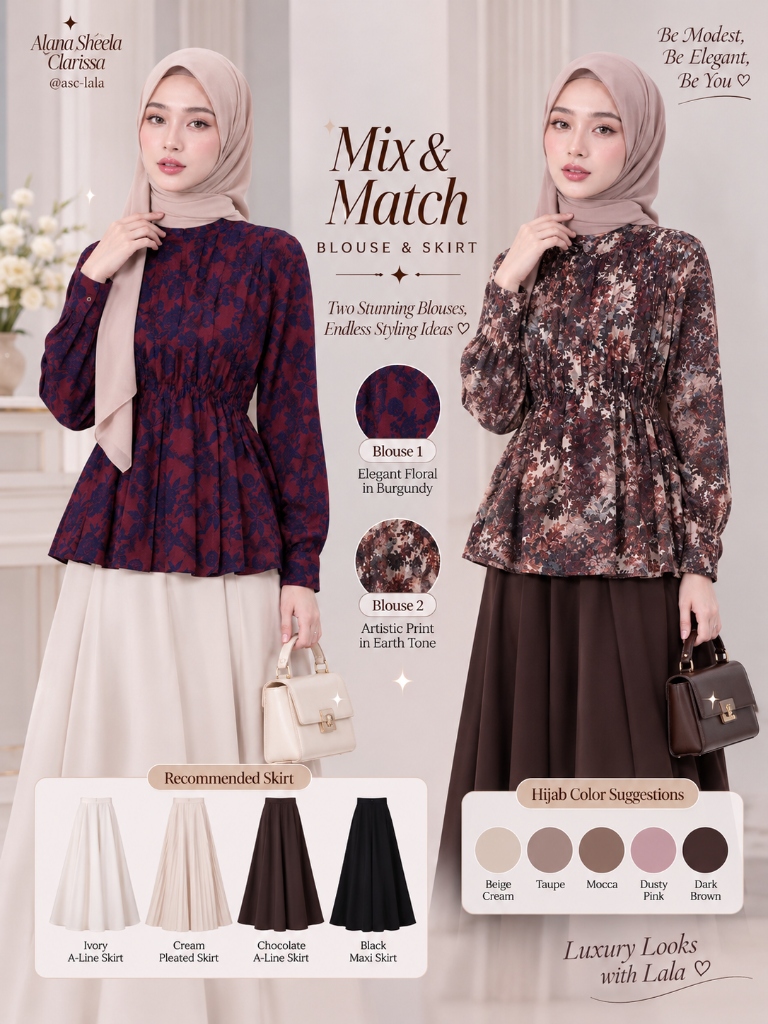 Alana Sheela
Clarissa
@asc-lala
Be Modest,
Be Elegant,
Be You ♡
Mix &
Match
BLOUSE & SKIRT
Two Stunning Blouses,
Endless Styling Ideas ♡
Blouse 1
Elegant Floral
in Burgundy
Blouse 2
Artistic Print
in Earth Tone
Recommended Skirt
Ivory
A-Line Skirt
Cream
Pleated Skirt
Chocolate
A-Line Skirt
Black
Maxi Skirt
Hijab Color Suggestions
Beige
Cream
Taupe
Mocca
Dusty
Pink
Dark
Brown
Luxury Looks
with Lala ♡